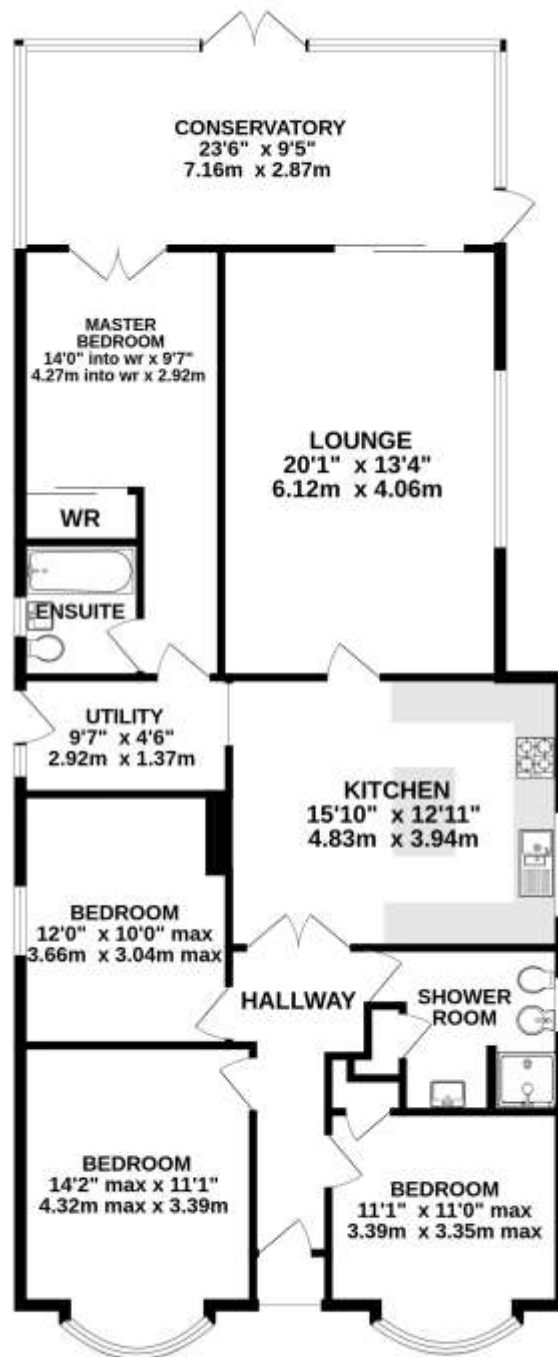 CONSERVATORY
23'6" x 9'5"
7.16m x 2.87m
MASTER
BEDROOM
14'0" into wr x 9'7"
4.27m into wr x 2.92m
LOUNGE
20'1" x 13'4"
6.12m x 4.06m
WR
ENSUITE
UTILITY
9'7" x 4'6"
2.92m x 1.37m
KITCHEN
15'10" x 12'11"
4.83m x 3.94m
BEDROOM
12'0" x 10'0" max
3.66m x 3.04m max
HALLWAY
SHOWER
ROOM
BEDROOM
14'2" max x 11'1"
4.32m max x 3.39m
BEDROOM
11'1" x 11'0" max
3.39m x 3.35m max